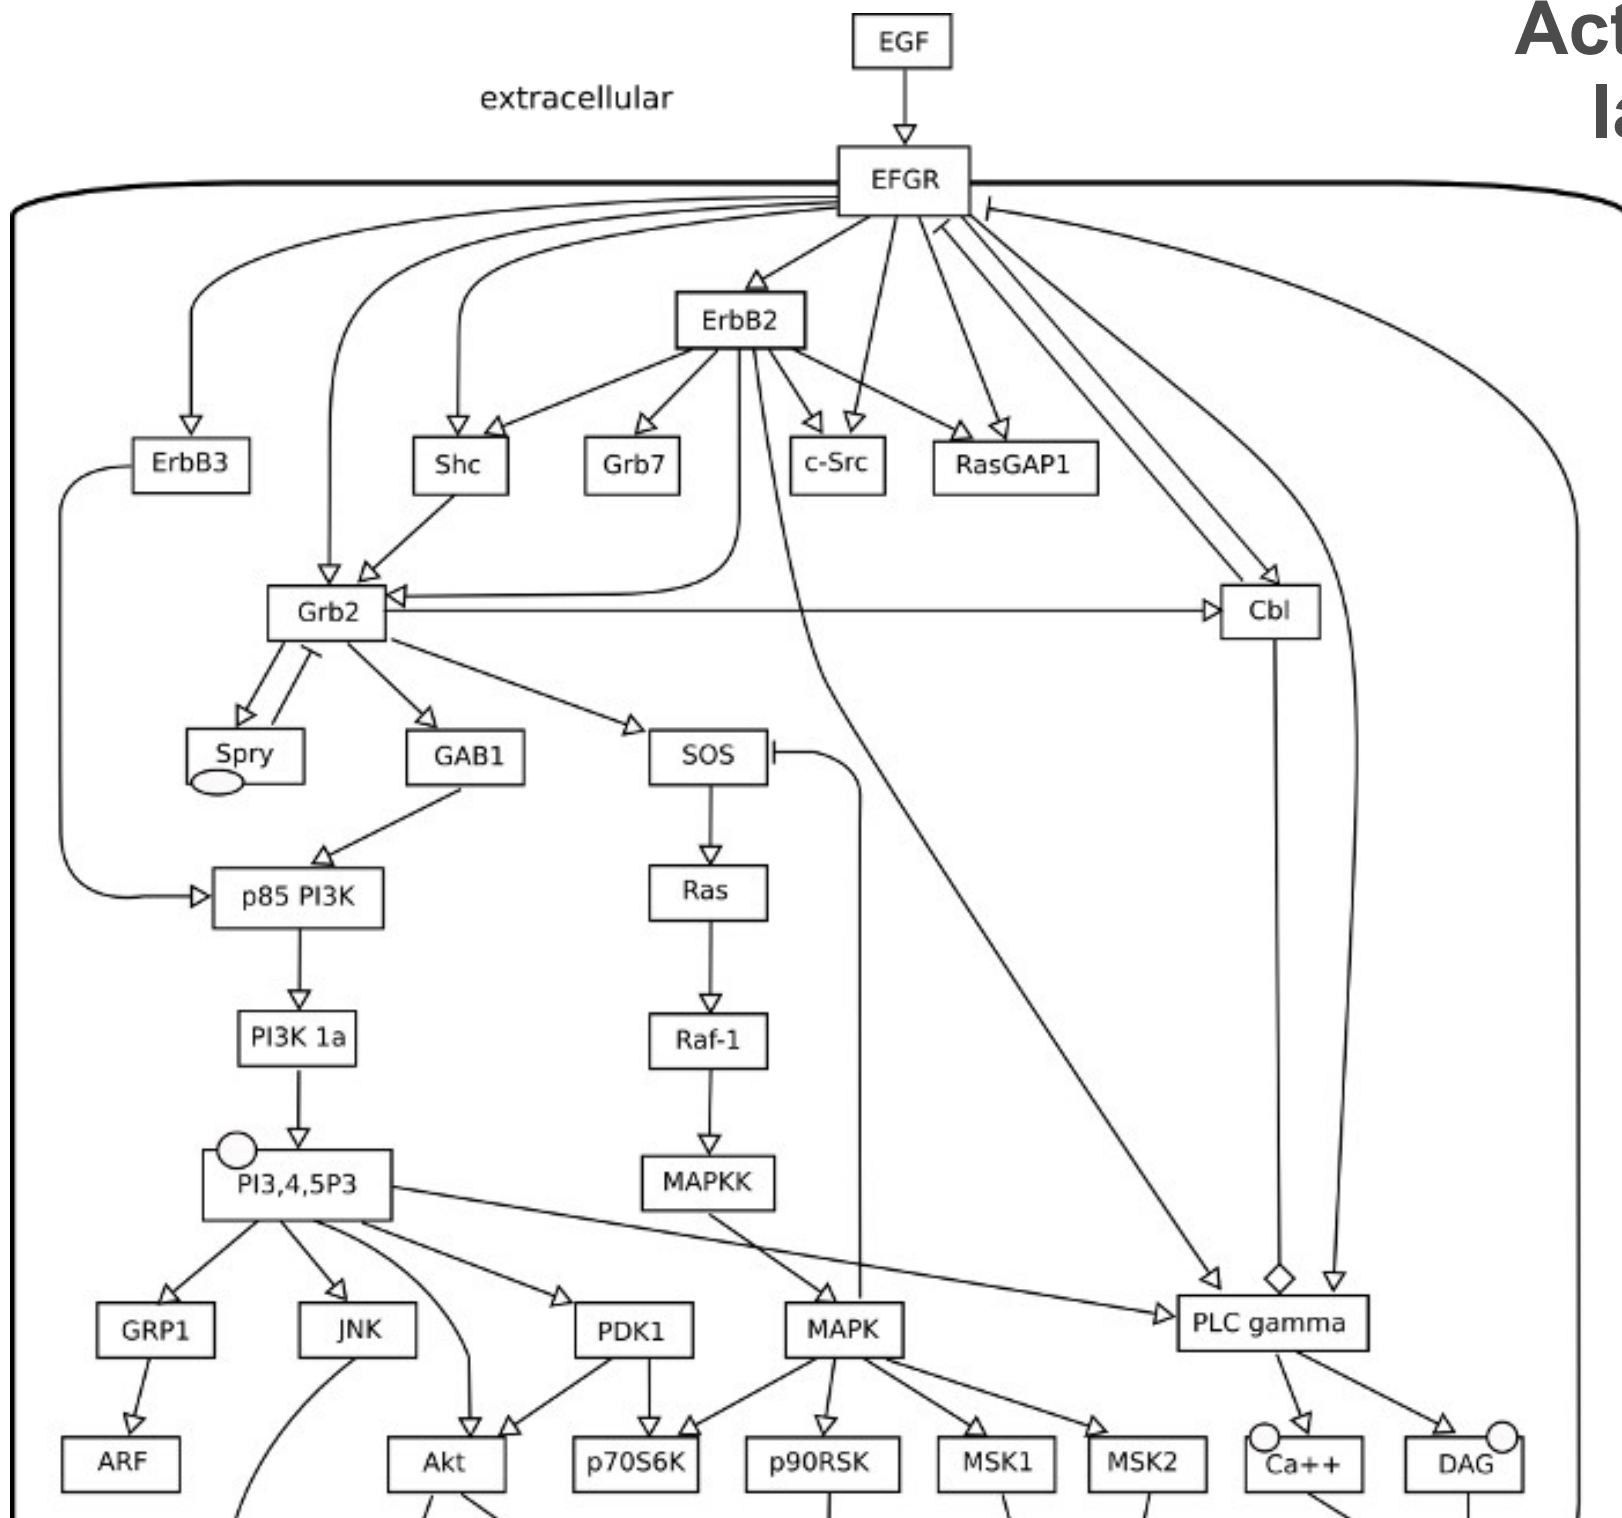 Act
la
EGF
extracellular
EFGR
ErbB2
ErbB3
Shc
Grb7
c-Src
RasGAP1
Grb2
Cbl
Spry
GAB1
SOS
p85 PI3K
Ras
PI3K 1a
Raf-1
PI3,4,5P3
MAPKK
GRP1
JNK
PDK1
MAPK
PLC gamma
ARF
Akt
p70S6K
p90RSK
MSK1
MSK2
Ca++
DAG